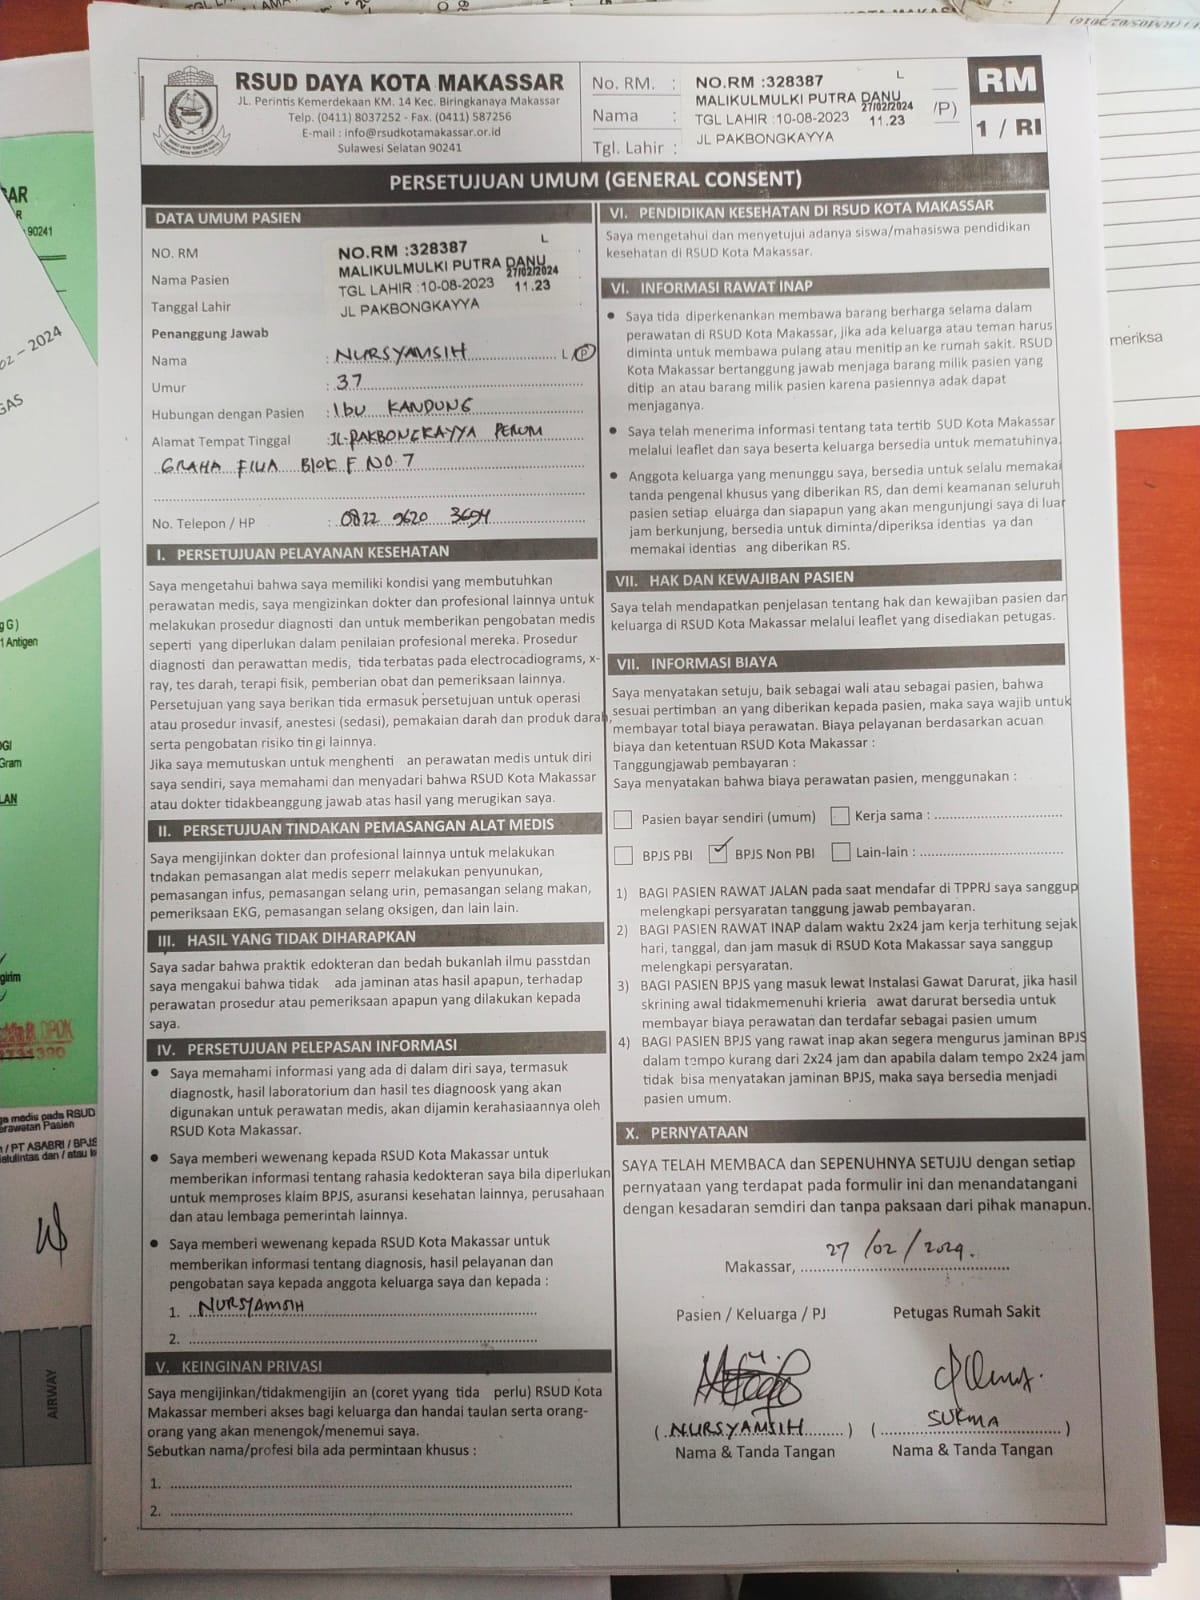 RSUD DAYA KOTA MAKASSAR
JL. Perintis Kemerdekaan KM. 14 Kec. Biringkanaya Makassar
Telp. (0411) 8037252 - Fax. (0411) 587256
E-mail : info@rsudkotamakassar.or.id
Sulawesi Selatan 90241
No. RM. :
Nama :
Tgl. Lahir :
NO.RM :328387 L
MALIKULMULKI PUTRA DANU
27/02/2024
TGL LAHIR :10-08-2023 11.23
JL PAKBONGKAYYA
/P)
RM
1 / RI
PERSETUJUAN UMUM (GENERAL CONSENT)
DATA UMUM PASIEN
NO. RM
Nama Pasien
Tanggal Lahir
NO.RM :328387 L
MALIKULMULKI PUTRA DANU
27/02/2024
TGL LAHIR :10-08-2023 11.23
JL PAKBONGKAYYA
Penanggung Jawab
Nama : NURSYAMSIH L P
Umur : 37
Hubungan dengan Pasien : IBU KANDUNG
Alamat Tempat Tinggal : JL-PAKBONGKAYYA PERUM
GRAHA FILIA Blok F NO.7
No. Telepon / HP : 0822 9620 3694
I. PERSETUJUAN PELAYANAN KESEHATAN
Saya mengetahui bahwa saya memiliki kondisi yang membutuhkan
perawatan medis, saya mengizinkan dokter dan profesional lainnya untuk
melakukan prosedur diagnosti dan untuk memberikan pengobatan medis
seperti yang diperlukan dalam penilaian profesional mereka. Prosedur
diagnosti dan perawattan medis, tida terbatas pada electrocadiograms, x-
ray, tes darah, terapi fisik, pemberian obat dan pemeriksaan lainnya.
Persetujuan yang saya berikan tida ermasuk persetujuan untuk operasi
atau prosedur invasif, anestesi (sedasi), pemakaian darah dan produk darah,
serta pengobatan risiko tin gi lainnya.
Jika saya memutuskan untuk menghenti an perawatan medis untuk diri
saya sendiri, saya memahami dan menyadari bahwa RSUD Kota Makassar
atau dokter tidakbeanggung jawab atas hasil yang merugikan saya.
II. PERSETUJUAN TINDAKAN PEMASANGAN ALAT MEDIS
Saya mengijinkan dokter dan profesional lainnya untuk melakukan
tndakan pemasangan alat medis seperr melakukan penyunukan,
pemasangan infus, pemasangan selang urin, pemasangan selang makan,
pemeriksaan EKG, pemasangan selang oksigen, dan lain lain.
III. HASIL YANG TIDAK DIHARAPKAN
Saya sadar bahwa praktik edokteran dan bedah bukanlah ilmu passtdan
saya mengakui bahwa tidak ada jaminan atas hasil apapun, terhadap
perawatan prosedur atau pemeriksaan apapun yang dilakukan kepada
saya.
IV. PERSETUJUAN PELEPASAN INFORMASI
• Saya memahami informasi yang ada di dalam diri saya, termasuk
diagnostk, hasil laboratorium dan hasil tes diagnoosk yang akan
digunakan untuk perawatan medis, akan dijamin kerahasiaannya oleh
RSUD Kota Makassar.
• Saya memberi wewenang kepada RSUD Kota Makassar untuk
memberikan informasi tentang rahasia kedokteran saya bila diperlukan
untuk memproses klaim BPJS, asuransi kesehatan lainnya, perusahaan
dan atau lembaga pemerintah lainnya.
• Saya memberi wewenang kepada RSUD Kota Makassar untuk
memberikan informasi tentang diagnosis, hasil pelayanan dan
pengobatan saya kepada anggota keluarga saya dan kepada :
1. NURSYAMSIH
2.
V. KEINGINAN PRIVASI
Saya mengijinkan/tidakmengijin an (coret yyang tida perlu) RSUD Kota
Makassar memberi akses bagi keluarga dan handai taulan serta orang-
orang yang akan menengok/menemui saya.
Sebutkan nama/profesi bila ada permintaan khusus :
1.
2.
VI. PENDIDIKAN KESEHATAN DI RSUD KOTA MAKASSAR
Saya mengetahui dan menyetujui adanya siswa/mahasiswa pendidikan
kesehatan di RSUD Kota Makassar.
VI. INFORMASI RAWAT INAP
• Saya tida diperkenankan membawa barang berharga selama dalam
perawatan di RSUD Kota Makassar, jika ada keluarga atau teman harus
diminta untuk membawa pulang atau menitip an ke rumah sakit. RSUD
Kota Makassar bertanggung jawab menjaga barang milik pasien yang
ditip an atau barang milik pasien karena pasiennya adak dapat
menjaganya.
• Saya telah menerima informasi tentang tata tertib SUD Kota Makassar
melalui leaflet dan saya beserta keluarga bersedia untuk mematuhinya.
• Anggota keluarga yang menunggu saya, bersedia untuk selalu memakai
tanda pengenal khusus yang diberikan RS, dan demi keamanan seluruh
pasien setiap eluarga dan siapapun yang akan mengunjungi saya di luar
jam berkunjung, bersedia untuk diminta/diperiksa identias ya dan
memakai identias ang diberikan RS.
VII. HAK DAN KEWAJIBAN PASIEN
Saya telah mendapatkan penjelasan tentang hak dan kewajiban pasien dan
keluarga di RSUD Kota Makassar melalui leaflet yang disediakan petugas.
VII. INFORMASI BIAYA
Saya menyatakan setuju, baik sebagai wali atau sebagai pasien, bahwa
sesuai pertimban an yang diberikan kepada pasien, maka saya wajib untuk
membayar total biaya perawatan. Biaya pelayanan berdasarkan acuan
biaya dan ketentuan RSUD Kota Makassar :
Tanggungjawab pembayaran :
Saya menyatakan bahwa biaya perawatan pasien, menggunakan :
Pasien bayar sendiri (umum) Kerja sama :
BPJS PBI ✓ BPJS Non PBI Lain-lain :
1) BAGI PASIEN RAWAT JALAN pada saat mendafar di TPPRJ saya sanggup
melengkapi persyaratan tanggung jawab pembayaran.
2) BAGI PASIEN RAWAT INAP dalam waktu 2x24 jam kerja terhitung sejak
hari, tanggal, dan jam masuk di RSUD Kota Makassar saya sanggup
melengkapi persyaratan.
3) BAGI PASIEN BPJS yang masuk lewat Instalasi Gawat Darurat, jika hasil
skrining awal tidakmemenuhi krieria awat darurat bersedia untuk
membayar biaya perawatan dan terdafar sebagai pasien umum
4) BAGI PASIEN BPJS yang rawat inap akan segera mengurus jaminan BPJS
dalam tempo kurang dari 2x24 jam dan apabila dalam tempo 2x24 jam
tidak bisa menyatakan jaminan BPJS, maka saya bersedia menjadi
pasien umum.
X. PERNYATAAN
SAYA TELAH MEMBACA dan SEPENUHNYA SETUJU dengan setiap
pernyataan yang terdapat pada formulir ini dan menandatangani
dengan kesadaran semdiri dan tanpa paksaan dari pihak manapun.
Makassar, 27/02/2024.
Pasien / Keluarga / PJ Petugas Rumah Sakit
( NURSYAMSIH ) ( SUKMA )
Nama & Tanda Tangan Nama & Tanda Tangan
90241
02 - 2024
1 Antigen
Gram
AIRWAY
meriksa